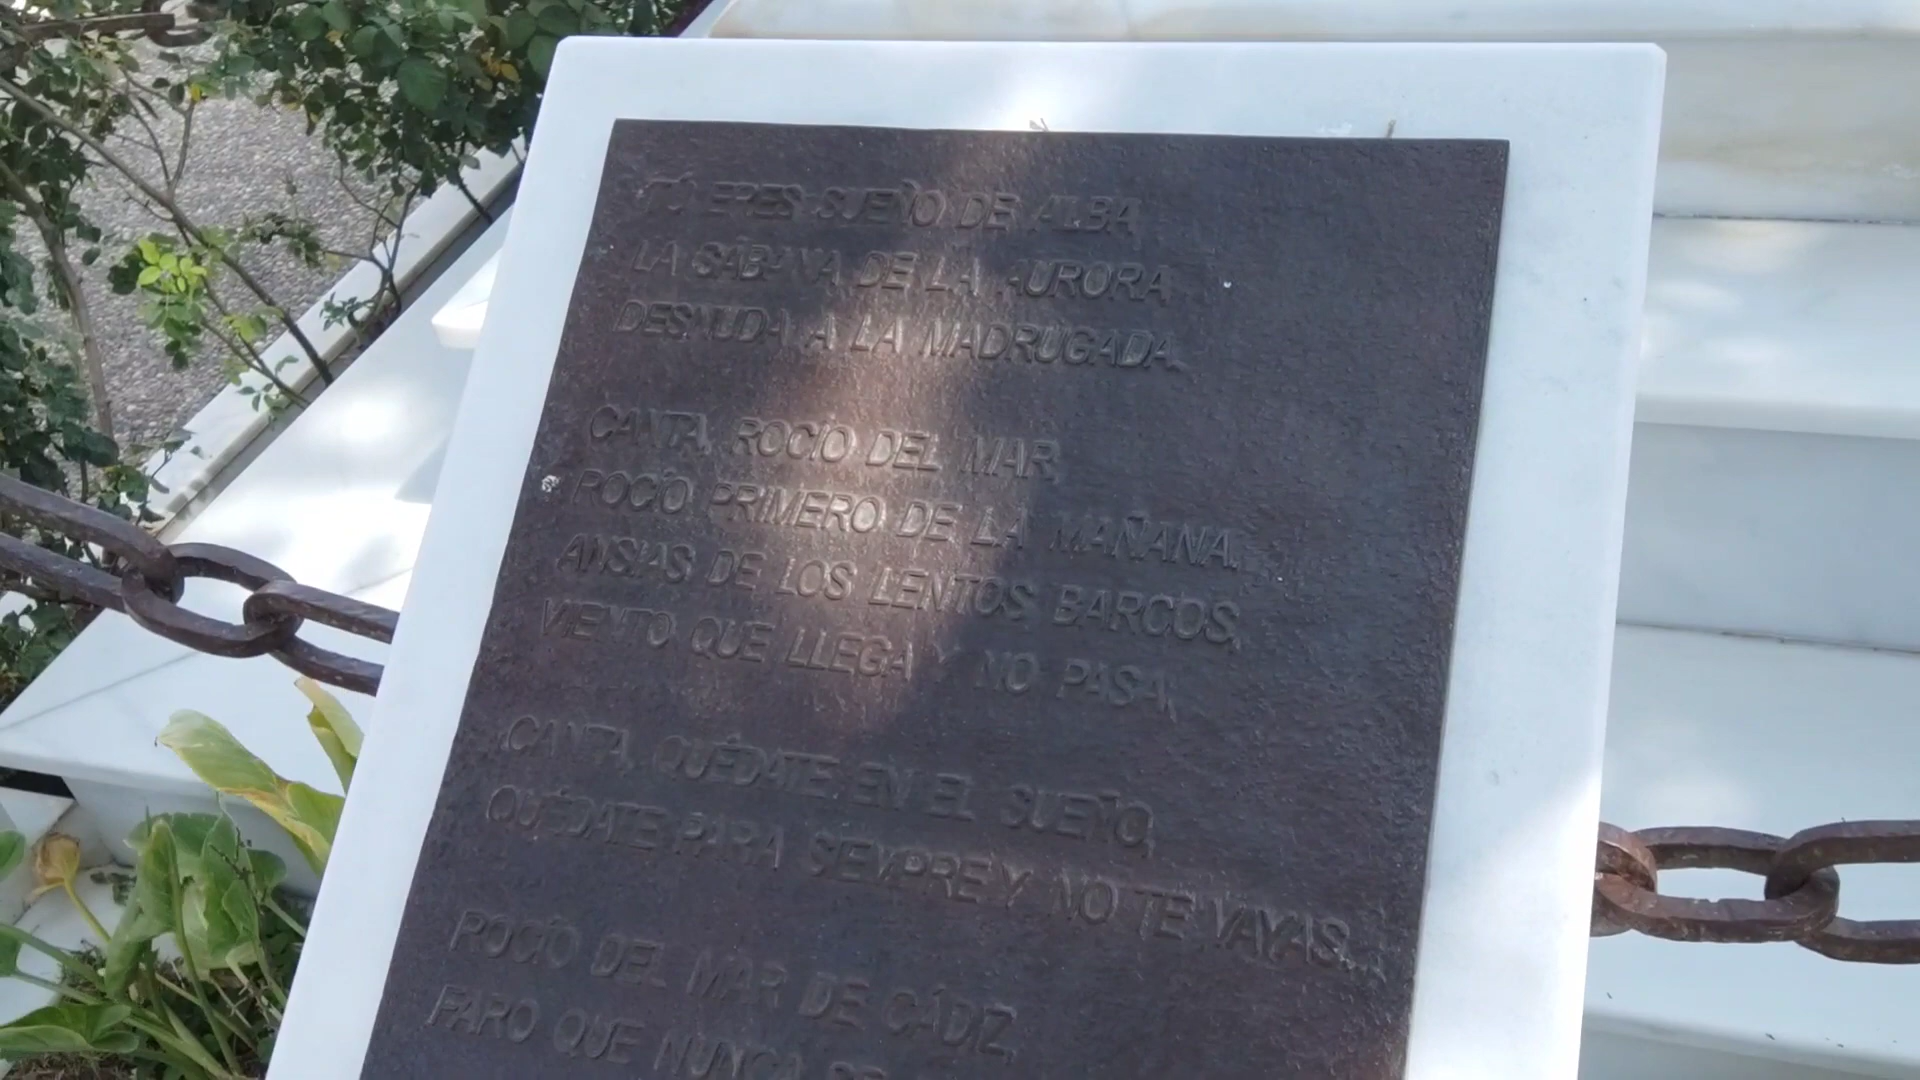 TÚ ERES SUEÑO DE ALBA
LA SÁBANA DE LA AURORA
DESNUDA A LA MADRUGADA.
CANTA, ROCÍO DEL MAR,
ROCÍO PRIMERO DE LA MAÑANA.
ANSIAS DE LOS LENTOS BARCOS,
VIENTO QUE LLEGA Y NO PASA,
CANTA, QUÉDATE EN EL SUEÑO,
QUÉDATE PARA SIEMPRE Y NO TE VAYAS...
ROCÍO DEL MAR DE CÁDIZ,
FARO QUE NUNCA SE